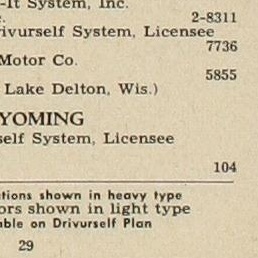 -It System, Inc.
2-8311
rivurself System, Licensee
7736
Motor Co.
5855
Lake Delton, Wis.)
YOMING
self System, Licensee
104
tions shown in heavy type
ors shown in light type
able on Drivurself Plan
29